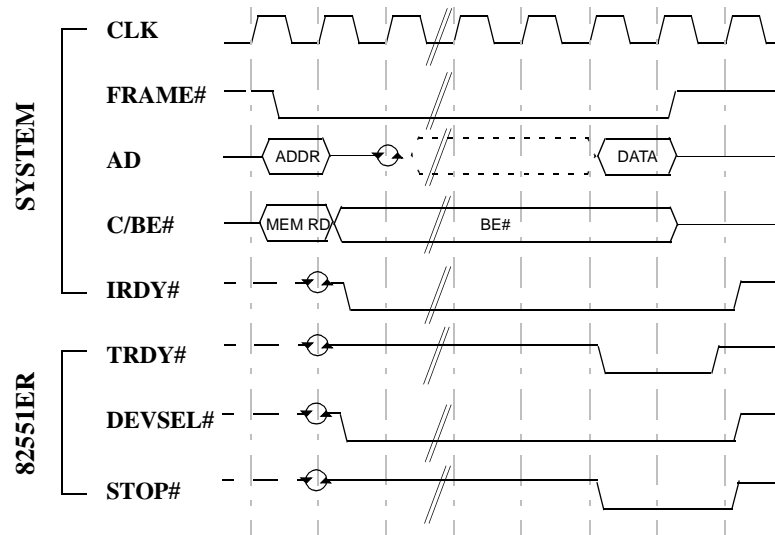 SYSTEM
CLK
FRAME#
AD
ADDR
DATA
C/BE#
MEM RD
BE#
IRDY#
82551ER
TRDY#
DEVSEL#
STOP#